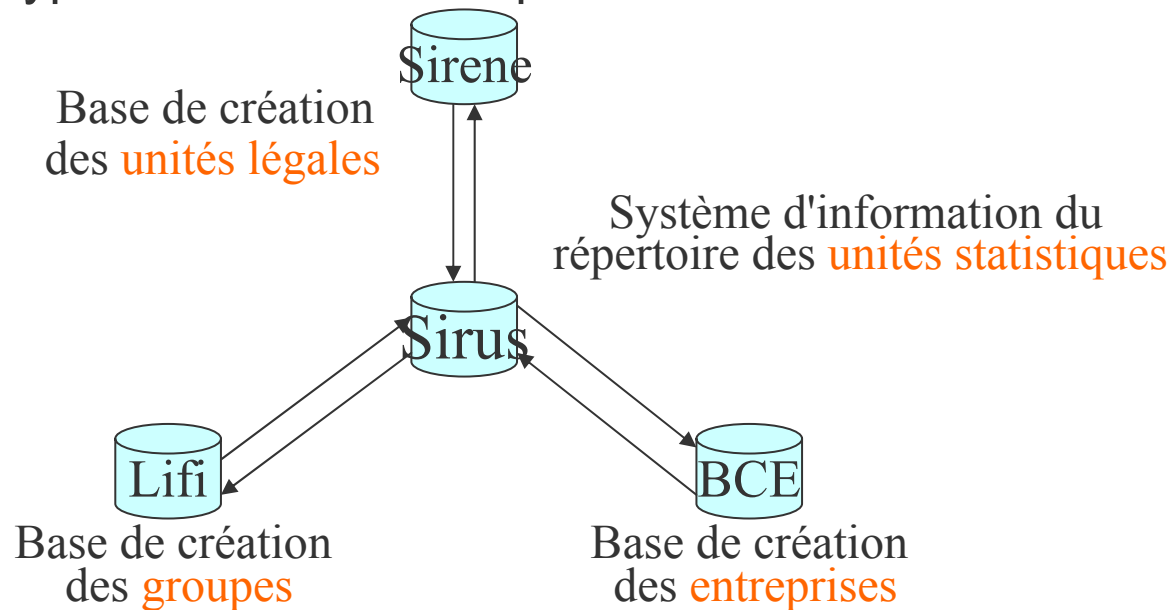 Sirene
Base de création
des unités légales
Système d'information du
répertoire des unités statistiques
Sirus
Lifi
BCE
Base de création
des groupes
Base de création
des entreprises